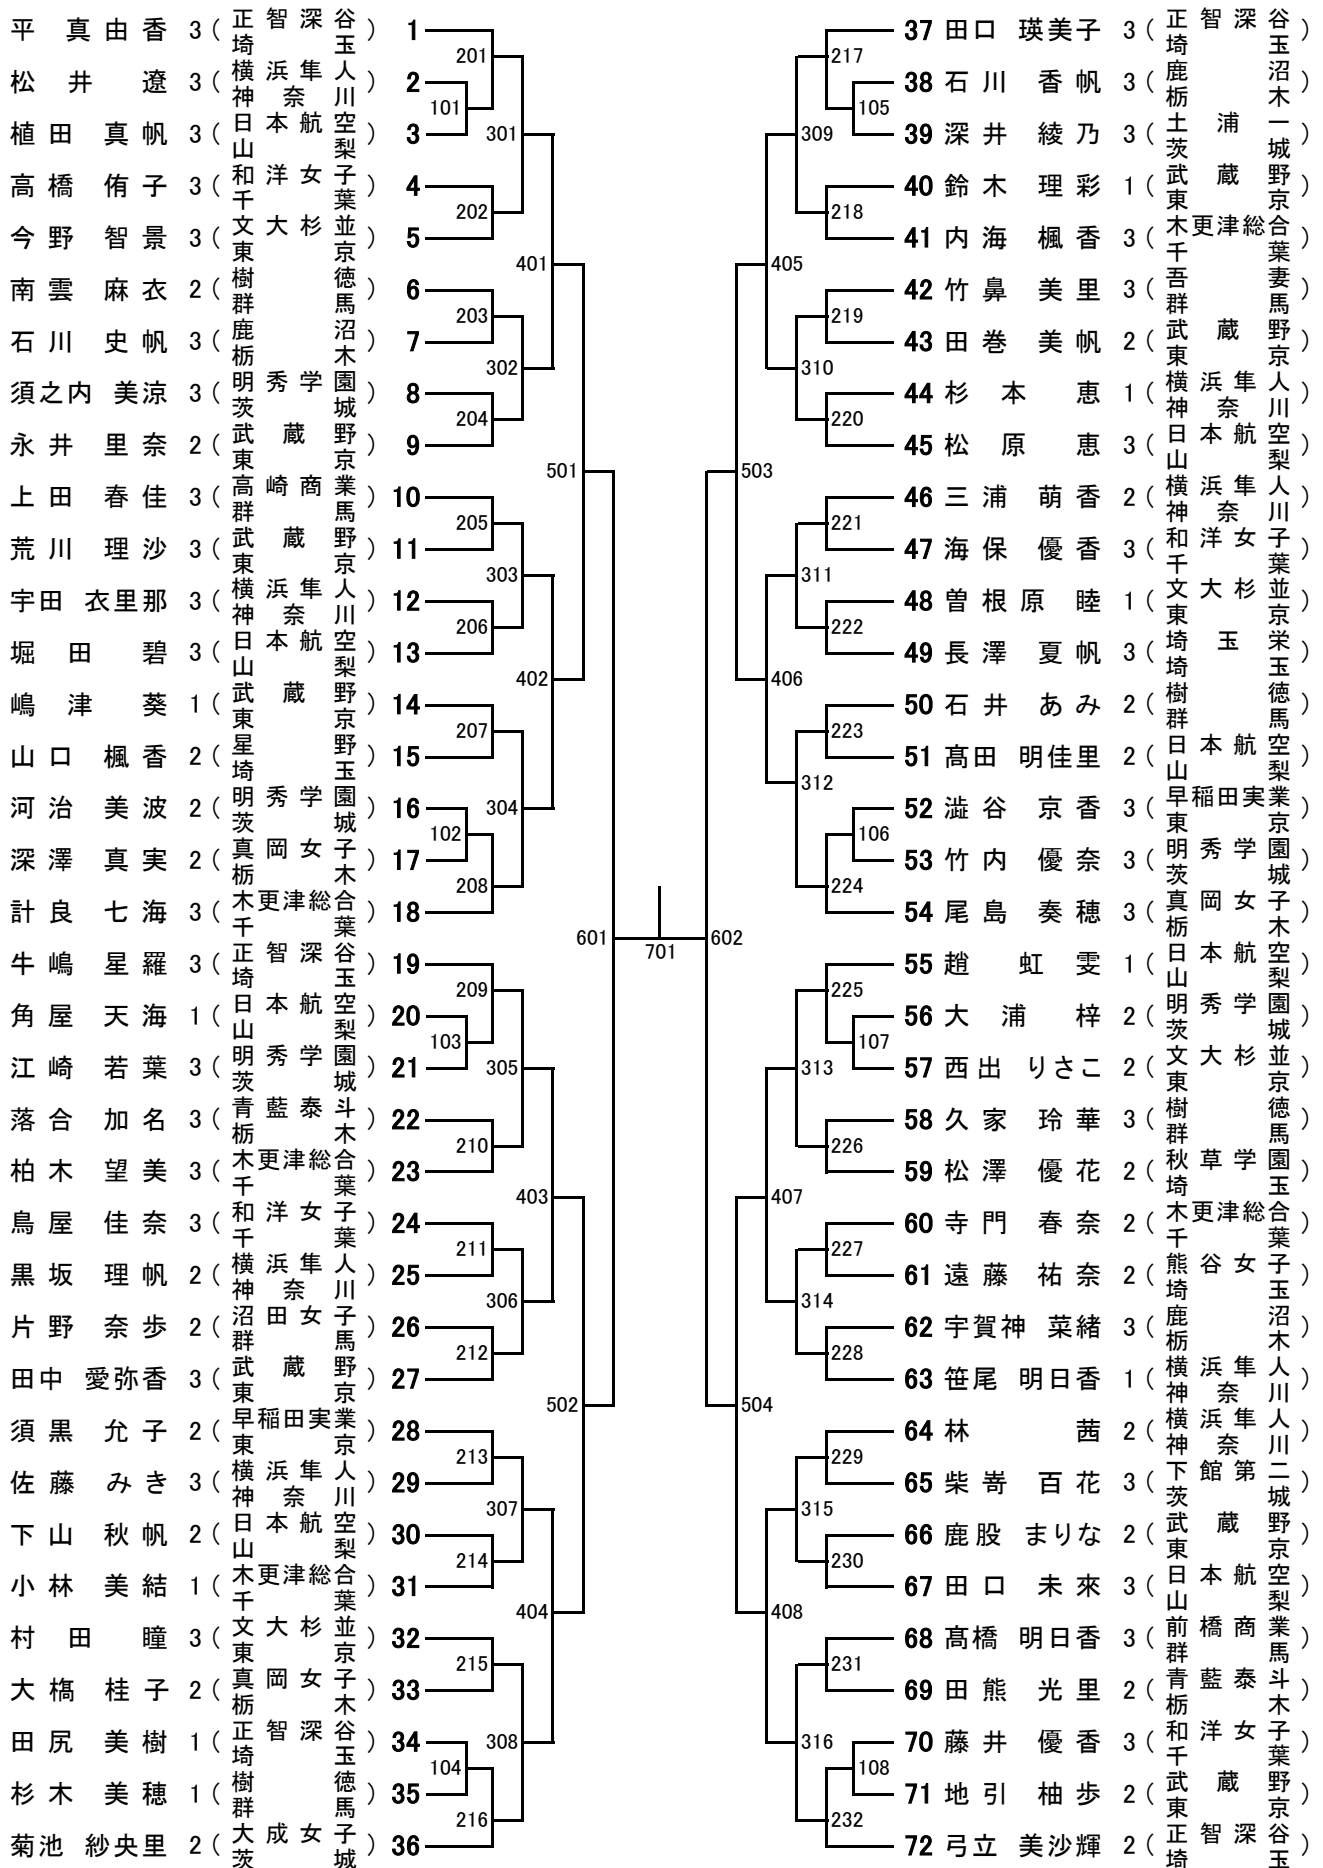 平 真由香 3（正智深谷 埼玉）1
松井 遼 3（横浜隼人 神奈川）2
植田 真帆 3（日本航空 山梨）3
高橋 侑子 3（和洋女子 千葉）4
今野 智景 3（文大杉並 東京）5
南雲 麻衣 2（樹徳 群馬）6
石川 史帆 3（鹿沼 栃木）7
須之内 美涼 3（明秀学園 茨城）8
永井 里奈 2（武蔵野 東京）9
上田 春佳 3（高崎商業 群馬）10
荒川 理沙 3（武蔵野 東京）11
宇田 衣里那 3（横浜隼人 神奈川）12
堀田 碧 3（日本航空 山梨）13
嶋津 葵 1（武蔵野 東京）14
山口 楓香 2（星野 埼玉）15
河治 美波 2（明秀学園 茨城）16
深澤 真実 2（真岡女子 栃木）17
計良 七海 3（木更津総合 千葉）18
牛嶋 星羅 3（正智深谷 埼玉）19
角屋 天海 1（日本航空 山梨）20
江崎 若葉 3（明秀学園 茨城）21
落合 加名 3（青藍泰斗 栃木）22
柏木 望美 3（木更津総合 千葉）23
鳥屋 佳奈 3（和洋女子 千葉）24
黒坂 理帆 2（横浜隼人 神奈川）25
片野 奈歩 2（沼田女子 群馬）26
田中 愛弥香 3（武蔵野 東京）27
須黒 允子 2（早稲田実業 東京）28
佐藤 みき 3（横浜隼人 神奈川）29
下山 秋帆 2（日本航空 山梨）30
小林 美結 1（木更津総合 千葉）31
村田 瞳 3（文大杉並 東京）32
大槗 桂子 2（真岡女子 栃木）33
田尻 美樹 1（正智深谷 埼玉）34
杉木 美穂 1（樹徳 群馬）35
菊池 紗央里 2（大成女子 茨城）36
201
101
301
202
401
203
302
204
501
205
303
206
402
207
304
102
208
601
209
103
305
210
403
211
306
212
502
213
307
214
404
215
308
104
216
701
602
217
105
309
218
405
219
310
220
503
221
311
222
406
223
312
106
224
225
107
313
226
407
227
314
228
504
229
315
230
408
231
316
108
232
37 田口 瑛美子 3（正智深谷 埼玉）
38 石川 香帆 3（鹿沼 栃木）
39 深井 綾乃 3（土浦一 茨城）
40 鈴木 理彩 1（武蔵野 東京）
41 内海 楓香 3（木更津総合 千葉）
42 竹鼻 美里 3（吾妻 群馬）
43 田巻 美帆 2（武蔵野 東京）
44 杉本 恵 1（横浜隼人 神奈川）
45 松原 恵 3（日本航空 山梨）
46 三浦 萌香 2（横浜隼人 神奈川）
47 海保 優香 3（和洋女子 千葉）
48 曽根原 睦 1（文大杉並 東京）
49 長澤 夏帆 3（埼玉栄 埼玉）
50 石井 あみ 2（樹徳 群馬）
51 髙田 明佳里 2（日本航空 山梨）
52 澁谷 京香 3（早稲田実業 東京）
53 竹内 優奈 3（明秀学園 茨城）
54 尾島 奏穂 3（真岡女子 栃木）
55 趙 虹雯 1（日本航空 山梨）
56 大浦 梓 2（明秀学園 茨城）
57 西出 りさこ 2（文大杉並 東京）
58 久家 玲華 3（樹徳 群馬）
59 松澤 優花 2（秋草学園 埼玉）
60 寺門 春奈 2（木更津総合 千葉）
61 遠藤 祐奈 2（熊谷女子 埼玉）
62 宇賀神 菜緒 3（鹿沼 栃木）
63 笹尾 明日香 1（横浜隼人 神奈川）
64 林 茜 2（横浜隼人 神奈川）
65 柴嵜 百花 3（下館第二 茨城）
66 鹿股 まりな 2（武蔵野 東京）
67 田口 未來 3（日本航空 山梨）
68 髙橋 明日香 3（前橋商業 群馬）
69 田熊 光里 2（青藍泰斗 栃木）
70 藤井 優香 3（和洋女子 千葉）
71 地引 柚歩 2（武蔵野 東京）
72 弓立 美沙輝 2（正智深谷 埼玉）